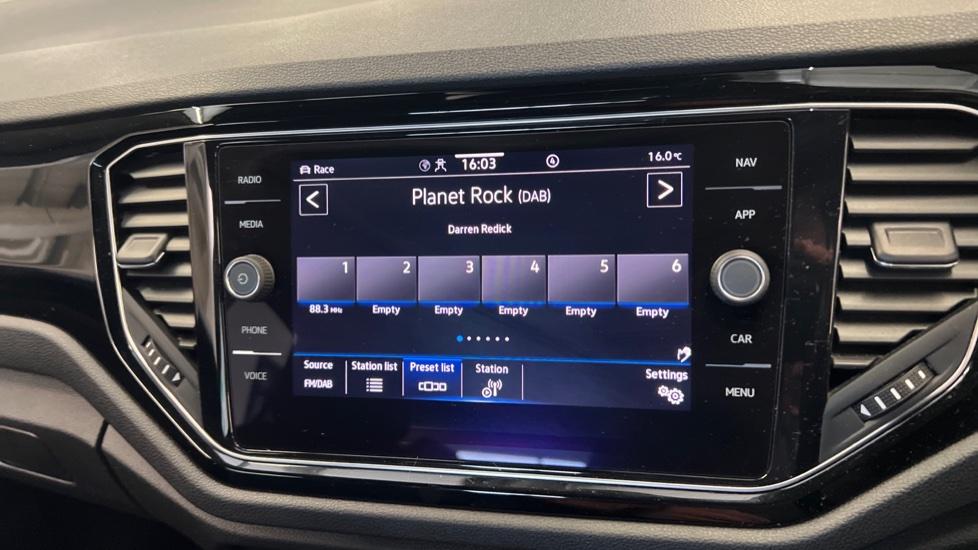 Race 4 16:03 16.0°C
Planet Rock (DAB)
Darren Redick
1 2 3 4 5 6
88.3 MHz Empty Empty Empty Empty Empty
Source Station list Preset list Station Settings
FM/DAB
RADIO
MEDIA
PHONE
VOICE
NAV
APP
CAR
MENU